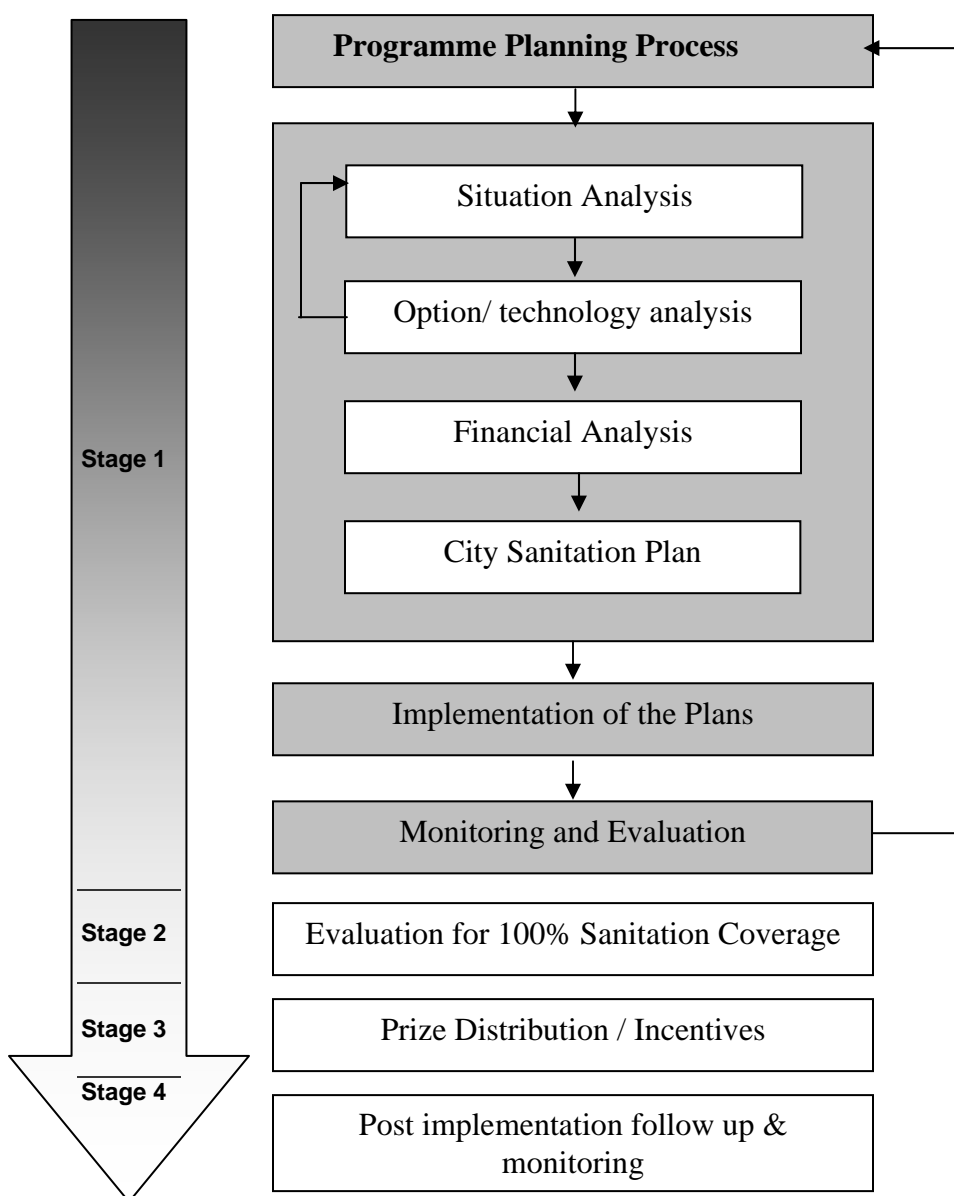 Programme Planning Process
Situation Analysis
Option/ technology analysis
Financial Analysis
Stage 1
City Sanitation Plan
Implementation of the Plans
Monitoring and Evaluation
Stage 2
Evaluation for 100% Sanitation Coverage
Stage 3
Prize Distribution / Incentives
Stage 4
Post implementation follow up &
monitoring